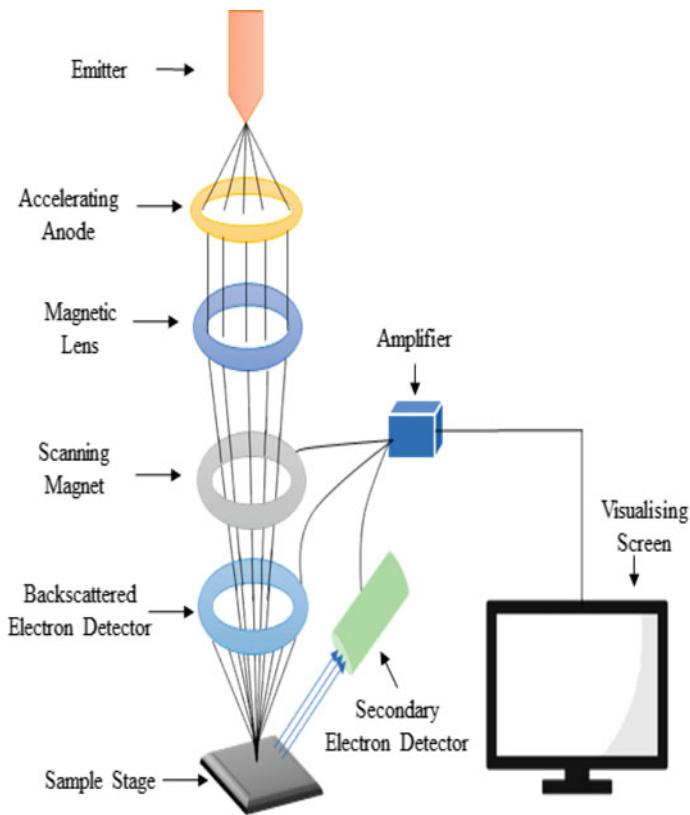 Emitter
Accelerating
Anode
Magnetic
Lens
Amplifier
Scanning
Magnet
Visualising
Screen
Backscattered
Electron Detector
Secondary
Electron Detector
Sample Stage